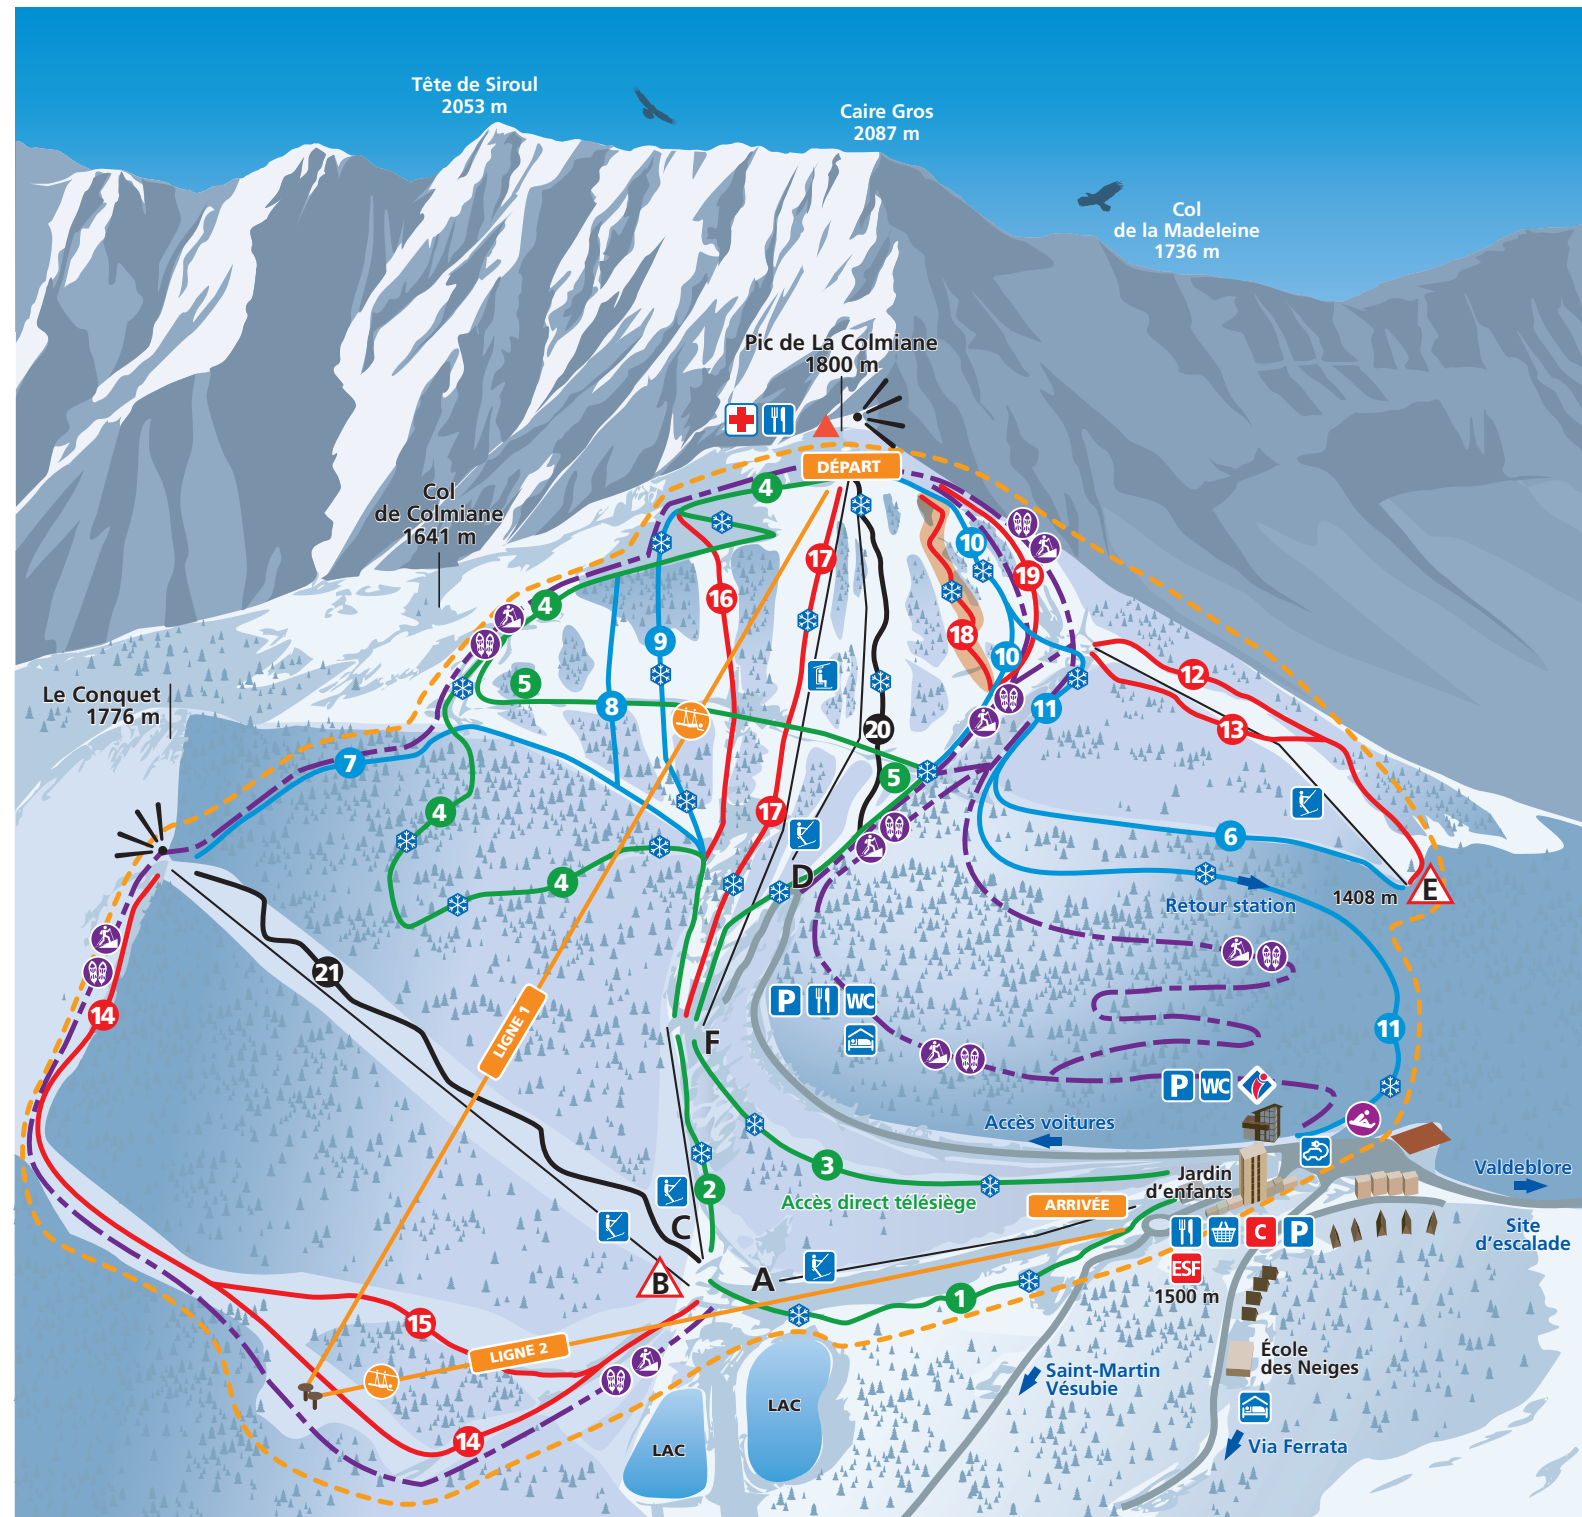 Tête de Siroul
2053 m
Caire Gros
2087 m
Col
de la Madeleine
1736 m
Pic de La Colmiane
1800 m
DÉPART
4
Col
de Colmiane
1641 m
10
17
19
16
4
18
9
10
12
5
Le Conquet
1776 m
8
11
13
20
7
5
4
17
6
D
4
E
1408 m
Retour station
21
P
WC
14
LIGNE 1
11
F
P
WC
Accès voitures
3
Valdeblore
Jardin
d'enfants
2
Accès direct télésiège
ARRIVÉE
C
C
P
Site
d'escalade
ESF
B
A
1500 m
1
15
LIGNE 2
École
des Neiges
Saint-Martin
Vésubie
LAC
14
LAC
Via Ferrata